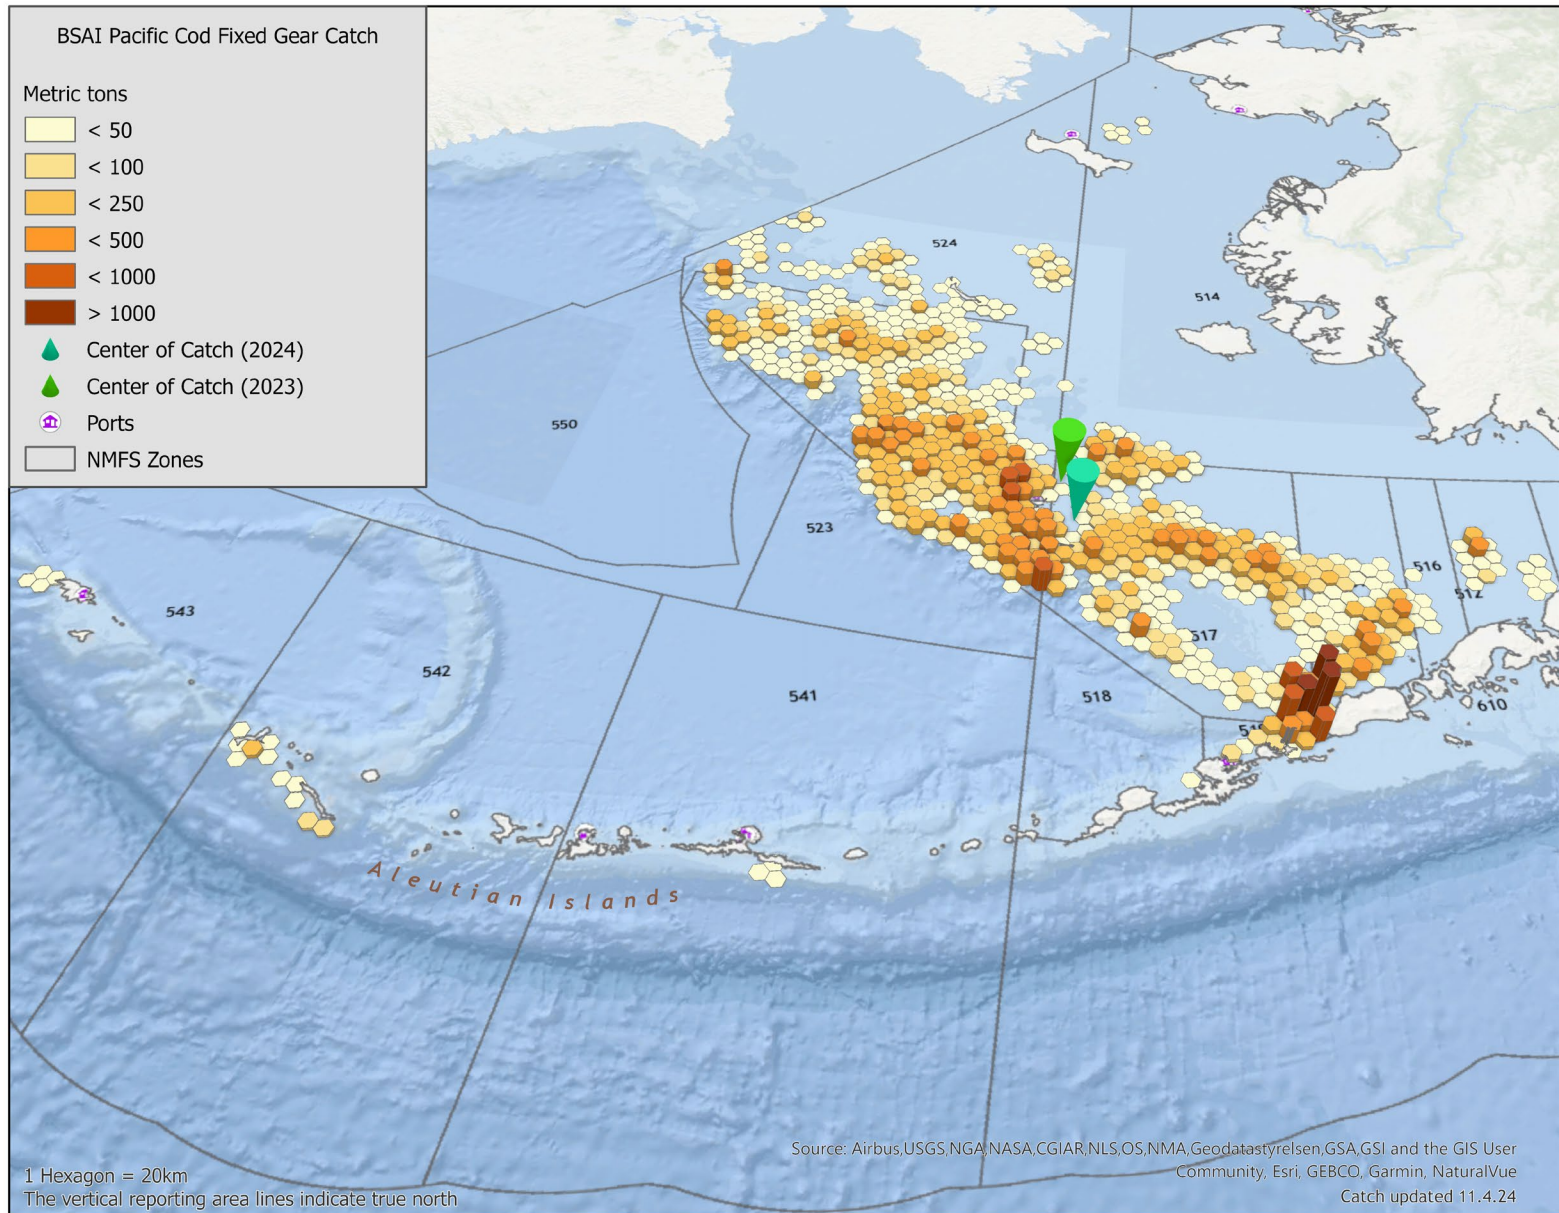 BSAI Pacific Cod Fixed Gear Catch
Metric tons
< 50
< 100
< 250
< 500
< 1000
> 1000
Center of Catch (2024)
Center of Catch (2023)
Ports
NMFS Zones
524
514
550
523
516
512
517
543
542
541
518
610
Aleutian Islands
Source: Airbus,USGS,NGA,NASA,CGIAR,NLS,OS,NMA,Geodatastyrelsen,GSA,GSI and the GIS User
Community, Esri, GEBCO, Garmin, NaturalVue
Catch updated 11.4.24
1 Hexagon = 20km
The vertical reporting area lines indicate true north